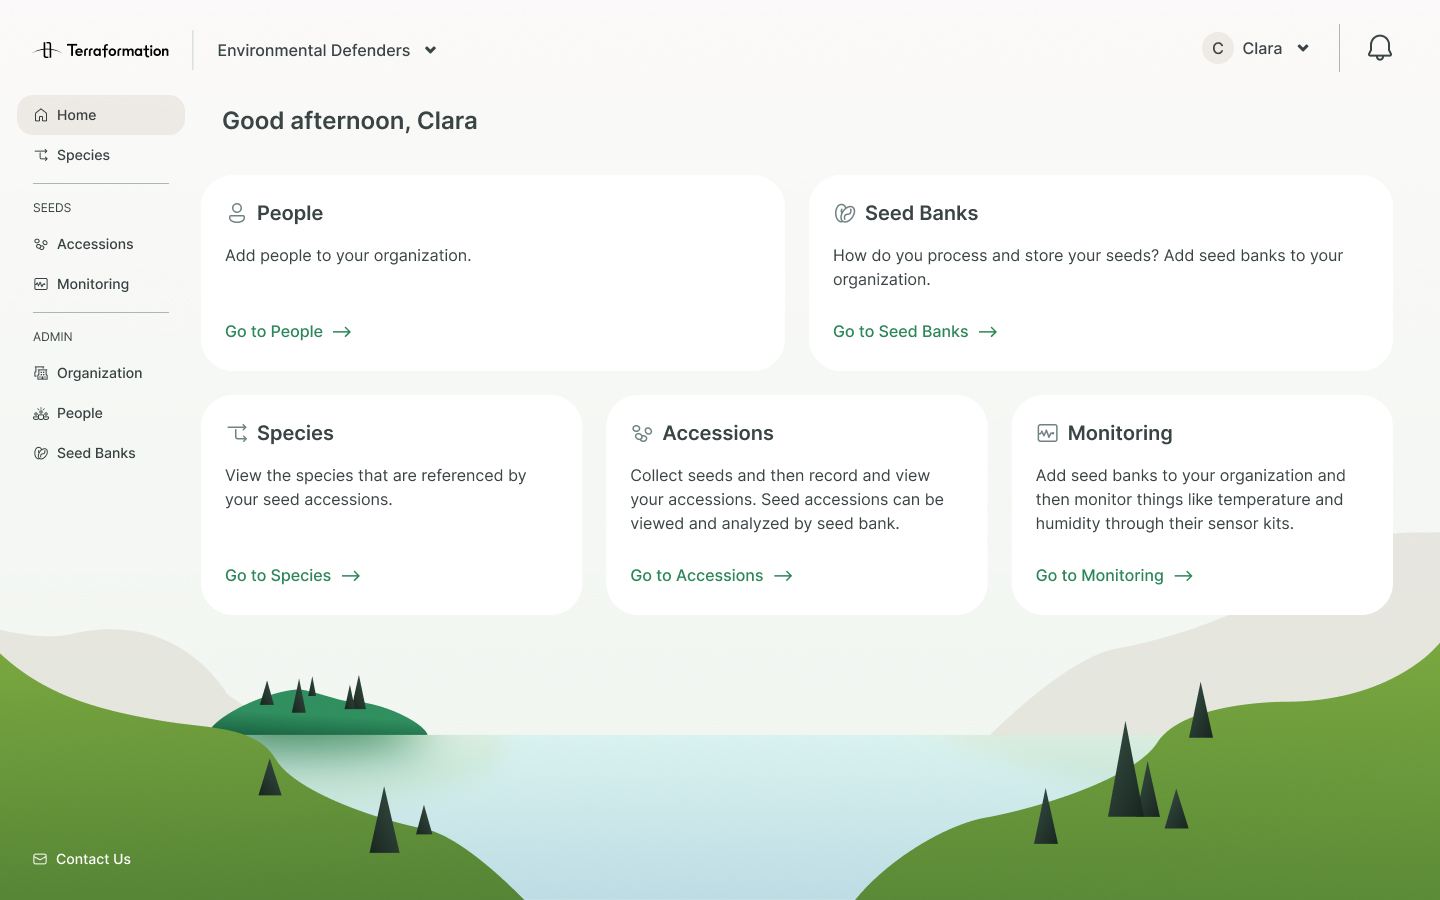 Terraformation
Environmental Defenders
C
Clara
Home
Species
SEEDS
Accessions
Monitoring
ADMIN
Organization
People
Seed Banks
Contact Us
Good afternoon, Clara
People
Add people to your organization.
Go to People
Seed Banks
How do you process and store your seeds? Add seed banks to your
organization.
Go to Seed Banks
Species
View the species that are referenced by
your seed accessions.
Go to Species
Accessions
Collect seeds and then record and view
your accessions. Seed accessions can be
viewed and analyzed by seed bank.
Go to Accessions
Monitoring
Add seed banks to your organization and
then monitor things like temperature and
humidity through their sensor kits.
Go to Monitoring